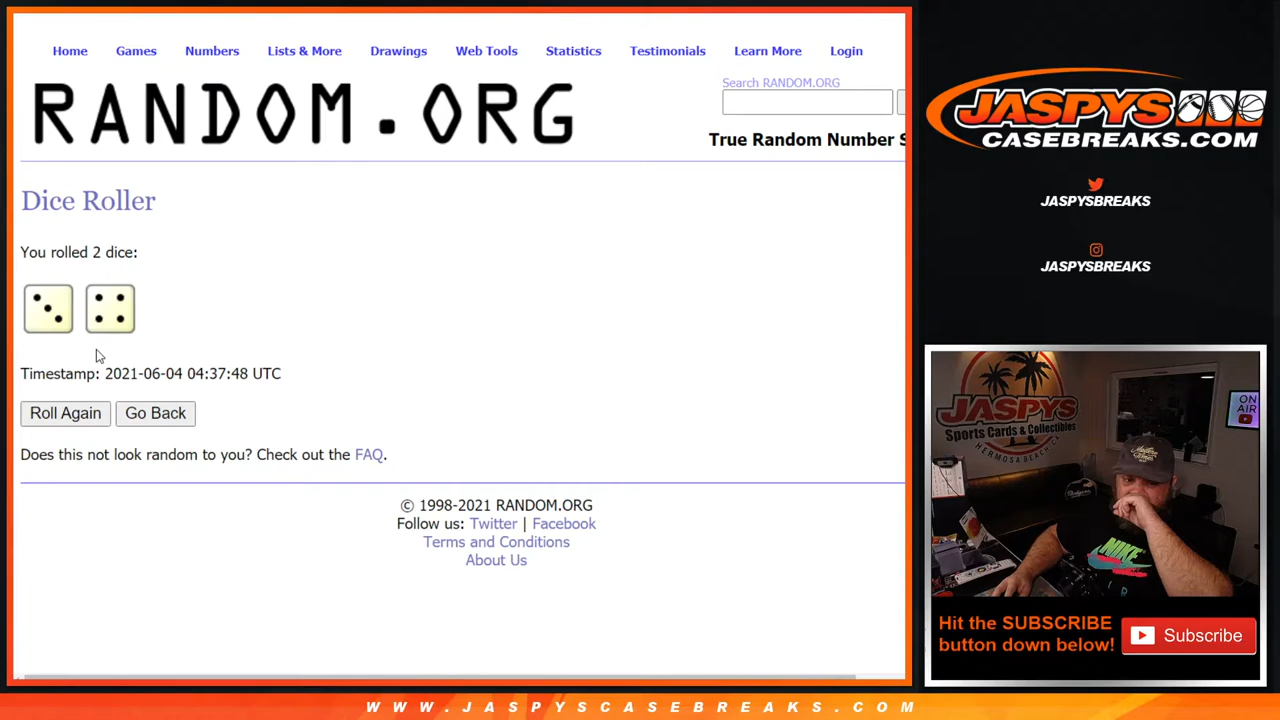 Home Games Numbers Lists & More Drawings Web Tools Statistics Testimonials Learn More Login
RANDOM.ORG
Search RANDOM.ORG
True Random Number S
Dice Roller
You rolled 2 dice:
Timestamp: 2021-06-04 04:37:48 UTC
Roll Again Go Back
Does this not look random to you? Check out the FAQ.
© 1998-2021 RANDOM.ORG
Follow us: Twitter | Facebook
Terms and Conditions
About Us
JASPYS
CASEBREAKS.COM
JASPYSBREAKS
JASPYSBREAKS
JASPYS
Sports Cards & Collectibles
HERMOSA BEACH, CA
ON
AIR
NIKE
Hit the SUBSCRIBE
button down below!
Subscribe
WWW.JASPYSCASEBREAKS.COM